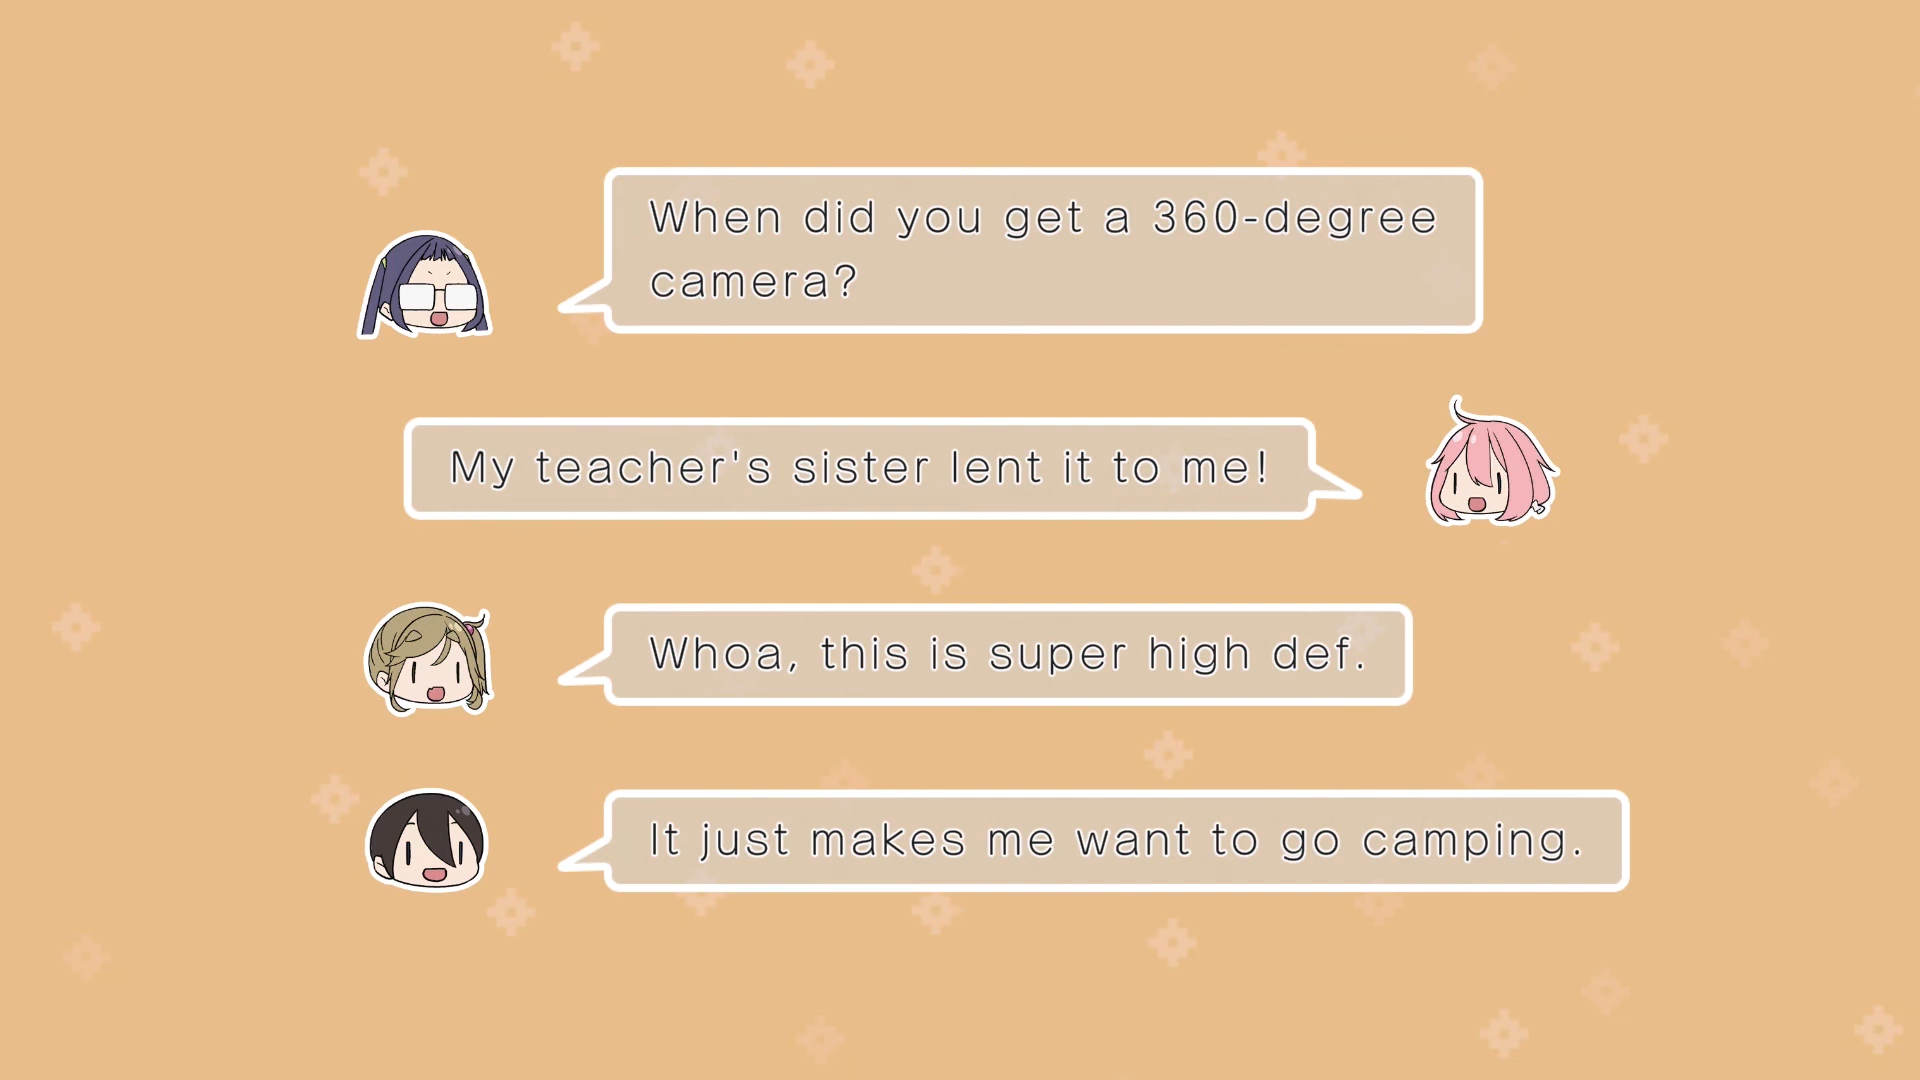 When did you get a 360-degree
camera?
My teacher's sister lent it to me!
Whoa, this is super high def.
It just makes me want to go camping.